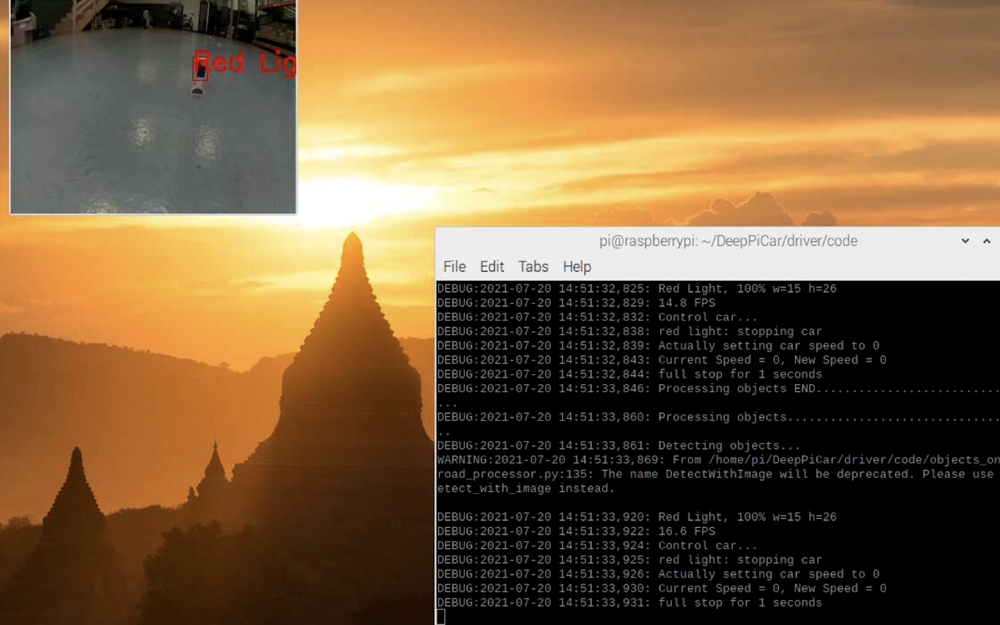 Red Lig
pi@raspberrypi: ~/DeepPiCar/driver/code
File Edit Tabs Help
DEBUG:2021-07-20 14:51:32,825: Red Light, 100% w=15 h=26
DEBUG:2021-07-20 14:51:32,829: 14.8 FPS
DEBUG:2021-07-20 14:51:32,832: Control car...
DEBUG:2021-07-20 14:51:32,838: red light: stopping car
DEBUG:2021-07-20 14:51:32,839: Actually setting car speed to 0
DEBUG:2021-07-20 14:51:32,843: Current Speed = 0, New Speed = 0
DEBUG:2021-07-20 14:51:32,844: full stop for 1 seconds
DEBUG:2021-07-20 14:51:33,846: Processing objects END..........................
...
DEBUG:2021-07-20 14:51:33,860: Processing objects..............................
..
DEBUG:2021-07-20 14:51:33,861: Detecting objects...
WARNING:2021-07-20 14:51:33,869: From /home/pi/DeepPiCar/driver/code/objects_on
road_processor.py:135: The name DetectWithImage will be deprecated. Please use
etect_with_image instead.
DEBUG:2021-07-20 14:51:33,920: Red Light, 100% w=15 h=26
DEBUG:2021-07-20 14:51:33,922: 16.6 FPS
DEBUG:2021-07-20 14:51:33,924: Control car...
DEBUG:2021-07-20 14:51:33,925: red light: stopping car
DEBUG:2021-07-20 14:51:33,926: Actually setting car speed to 0
DEBUG:2021-07-20 14:51:33,930: Current Speed = 0, New Speed = 0
DEBUG:2021-07-20 14:51:33,931: full stop for 1 seconds